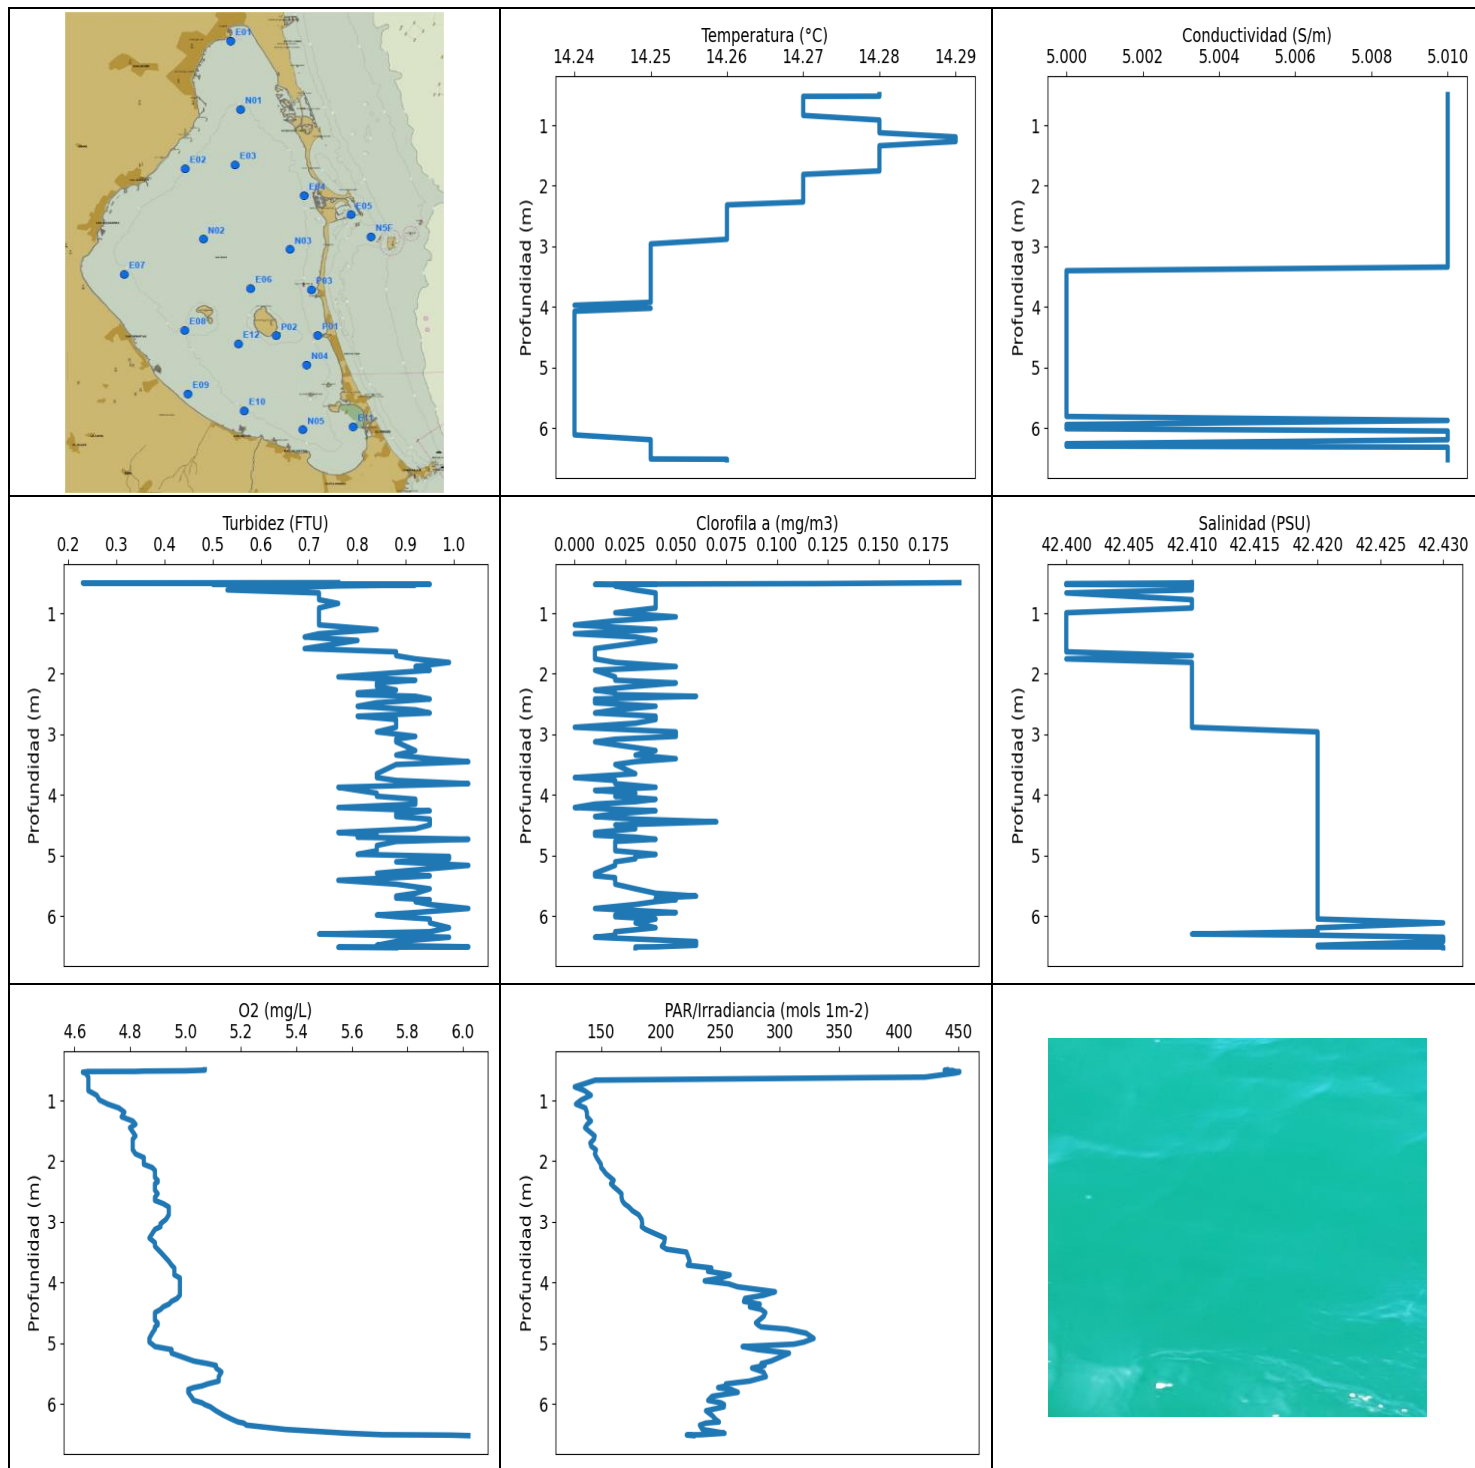 E01
N01
E02
E03
E04
E05
N5F
N02
N03
E07
E06
P03
E08
E12
P02
P01
N04
E09
E10
N05
E11
Temperatura (°C)
14.24 14.25 14.26 14.27 14.28 14.29
Profundidad (m)
1
2
3
4
5
6
Conductividad (S/m)
5.000 5.002 5.004 5.006 5.008 5.010
Profundidad (m)
1
2
3
4
5
6
Turbidez (FTU)
0.2 0.3 0.4 0.5 0.6 0.7 0.8 0.9 1.0
Profundidad (m)
1
2
3
4
5
6
Clorofila a (mg/m3)
0.000 0.025 0.050 0.075 0.100 0.125 0.150 0.175
Profundidad (m)
1
2
3
4
5
6
Salinidad (PSU)
42.400 42.405 42.410 42.415 42.420 42.425 42.430
Profundidad (m)
1
2
3
4
5
6
O2 (mg/L)
4.6 4.8 5.0 5.2 5.4 5.6 5.8 6.0
Profundidad (m)
1
2
3
4
5
6
PAR/Irradiancia (mols 1m-2)
150 200 250 300 350 400 450
Profundidad (m)
1
2
3
4
5
6